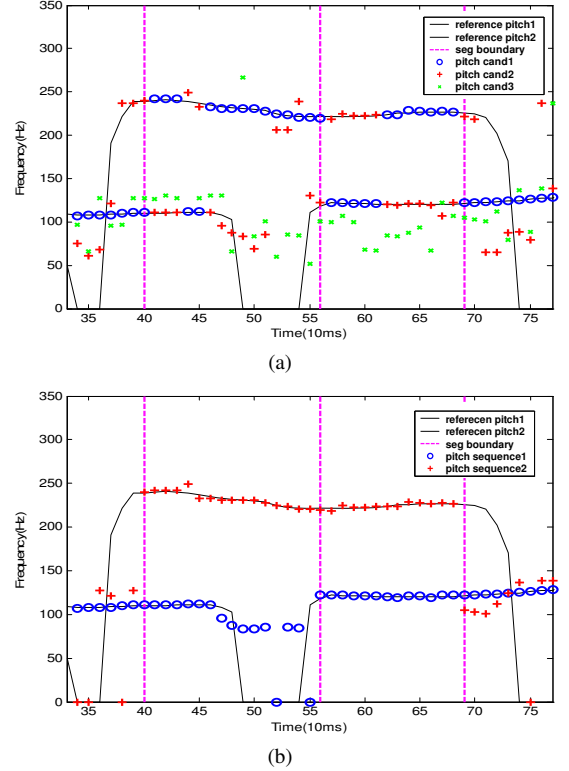 350
300
250
200
150
100
50
0
Frequency(Hz)
reference pitch1
reference pitch2
seg boundary
pitch cand1
pitch cand2
pitch cand3
35 40 45 50 55 60 65 70 75
Time(10ms)
(a)
350
300
250
200
150
100
50
0
Frequency(Hz)
referecen pitch1
referecen pitch2
seg boundary
pitch sequence1
pitch sequence2
35 40 45 50 55 60 65 70 75
Time(10ms)
(b)